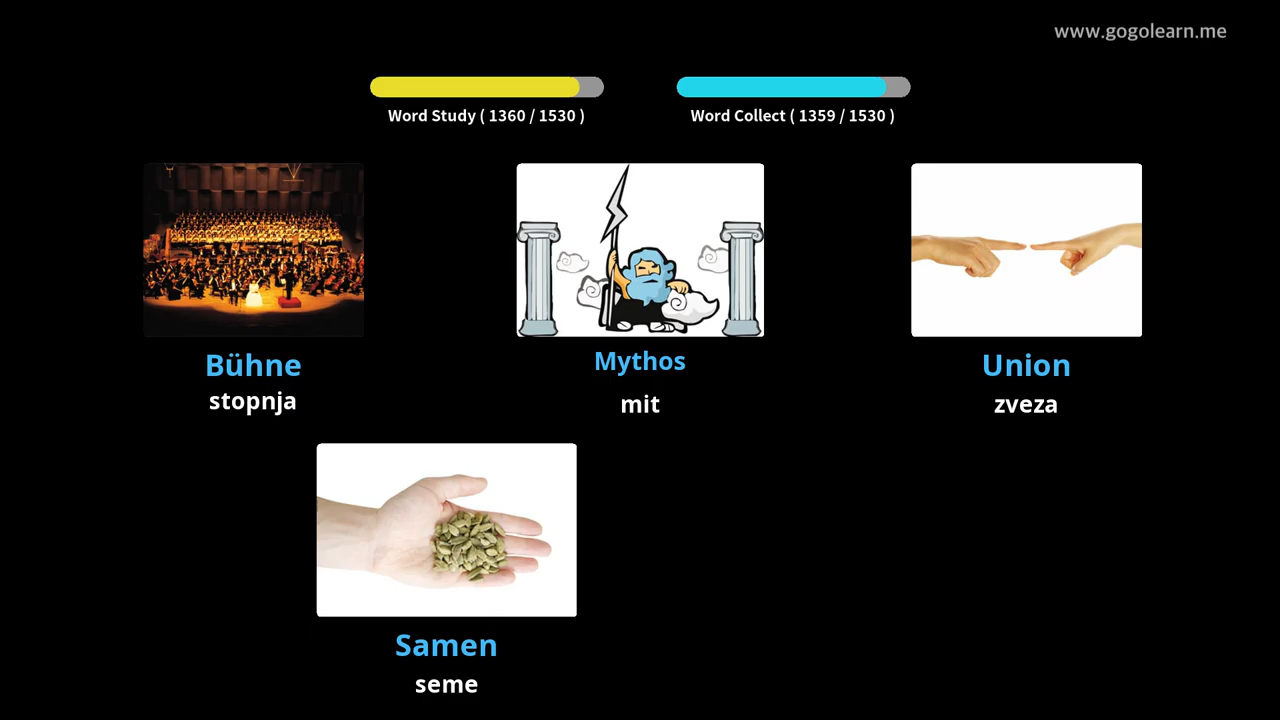 www.gogolearn.me
Word Study ( 1360 / 1530 )
Word Collect ( 1359 / 1530 )
Bühne
stopnja
Mythos
mit
Union
zveza
Samen
seme